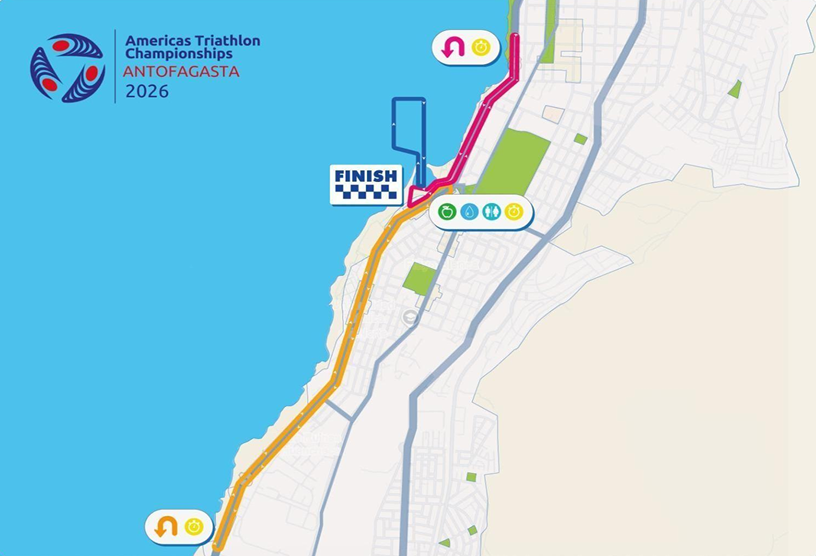 Americas Triathlon
Championships
ANTOFAGASTA
2026
FINISH